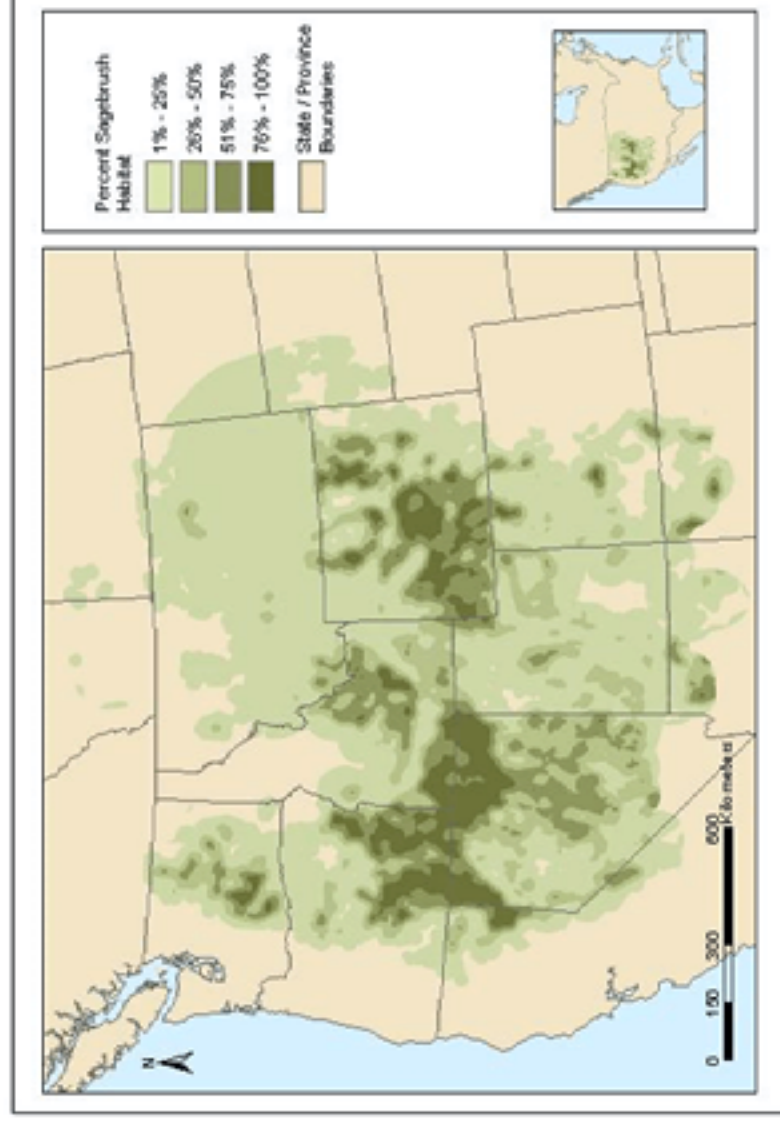 Percent Sagebrush
Habitat
1% - 25%
26% - 50%
51% - 75%
76% - 100%
State / Province
Boundaries
N
0 150 300 600
Kilometers